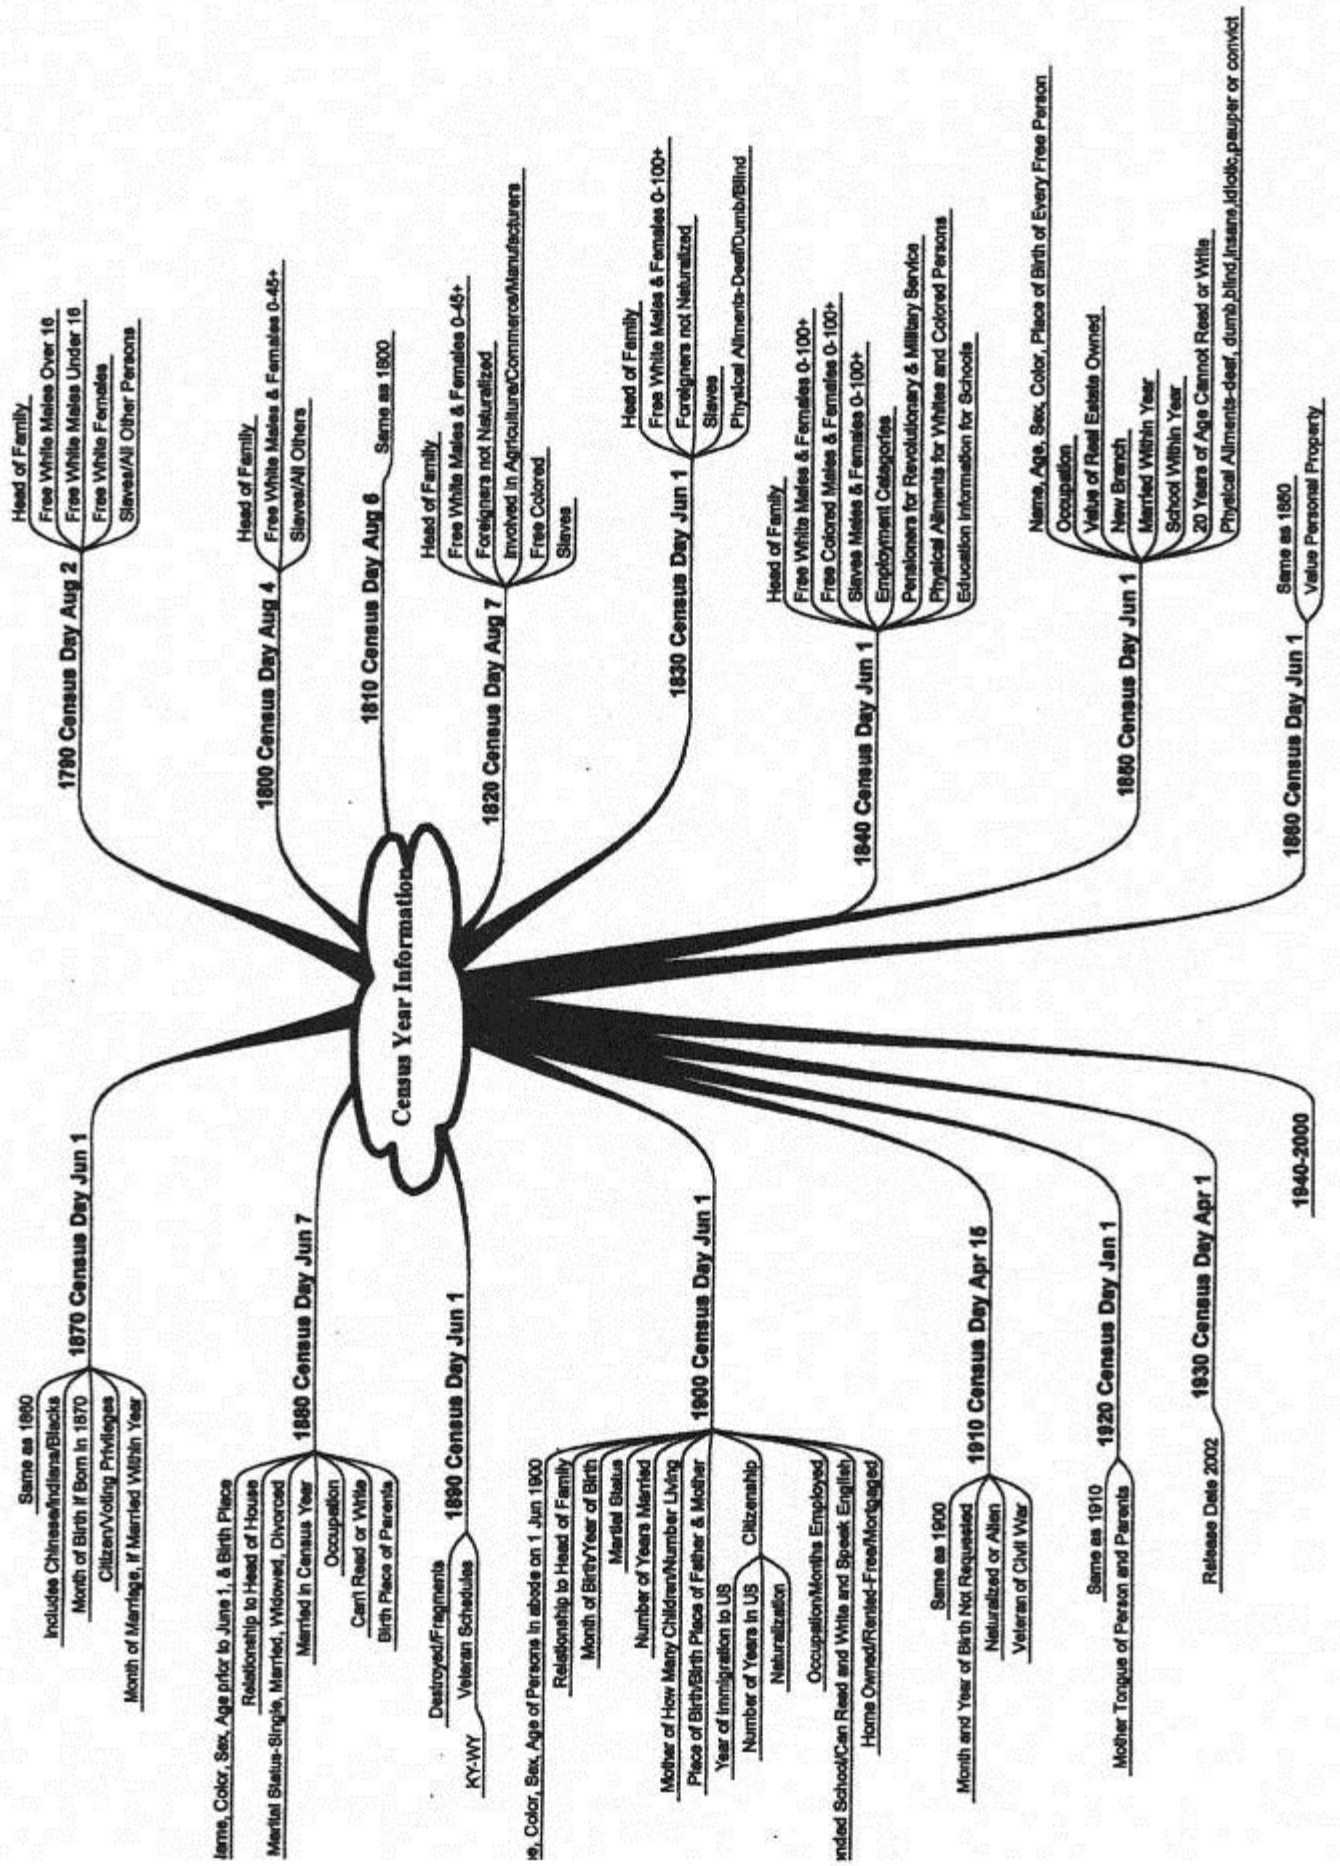 Census Year Information
1790 Census Day Aug 2
Head of Family
Free White Males Over 16
Free White Males Under 16
Free White Females
Slaves/All Other Persons
1800 Census Day Aug 4
Head of Family
Free White Males & Females 0-45+
Slaves/All Others
1810 Census Day Aug 6
Same as 1800
1820 Census Day Aug 7
Head of Family
Free White Males & Females 0-45+
Foreigners not Naturalized
Involved in Agriculture/Commerce/Manufacturers
Free Colored
Slaves
1830 Census Day Jun 1
Head of Family
Free White Males & Females 0-100+
Foreigners not Naturalized
Slaves
Physical Ailments-Deaf/Dumb/Blind
1840 Census Day Jun 1
Head of Family
Free White Males & Females 0-100+
Free Colored Males & Females 0-100+
Slaves Males & Females 0-100+
Employment Catagories
Pensioners for Revolutionary & Military Service
Physical Ailments for Whites and Colored Persons
Education Information for Schools
1850 Census Day Jun 1
Name, Age, Sex, Color, Place of Birth of Every Free Person
Occupation
Value of Real Estate Owned
New Branch
Married Within Year
School Within Year
20 Years of Age Cannot Read or Write
Physical Ailments-deaf, dumb,blind,insane,idiotic,pauper or convict
1860 Census Day Jun 1
Same as 1850
Value Personal Property
1870 Census Day Jun 1
Same as 1860
Includes Chinese/Indians/Blacks
Month of Birth if Born In 1870
Citizen/Voting Privileges
Month of Marriage, If Married Within Year
1880 Census Day Jun 7
lame, Color, Sex, Age prior to June 1, & Birth Place
Relationship to Head of House
Marital Status-Single, Married, Widowed, Divorced
Married in Census Year
Occupation
Can't Read or Write
Birth Place of Parents
1890 Census Day Jun 1
Destroyed/Fragments
Veteran Schedules
KY-WY
1900 Census Day Jun 1
e, Color, Sex, Age of Persons in abode on 1 Jun 1900
Relationship to Head of Family
Month of Birth/Year of Birth
Martial Status
Number of Years Married
Mother of How Many Children/Number Living
Place of Birth/Birth Place of Father & Mother
Citizenship
Year of Immigration to US
Number of Years in US
Naturalization
Occupation/Months Employed
nded School/Can Read and Write and Speek English
Home Owned/Rented-Free/Mortgaged
1910 Census Day Apr 15
Same as 1900
Month and Year of Birth Not Requested
Naturalized or Alien
Veteran of Civil War
1920 Census Day Jan 1
Same as 1910
Mother Tongue of Person and Parents
1930 Census Day Apr 1
Release Date 2002
1940-2000